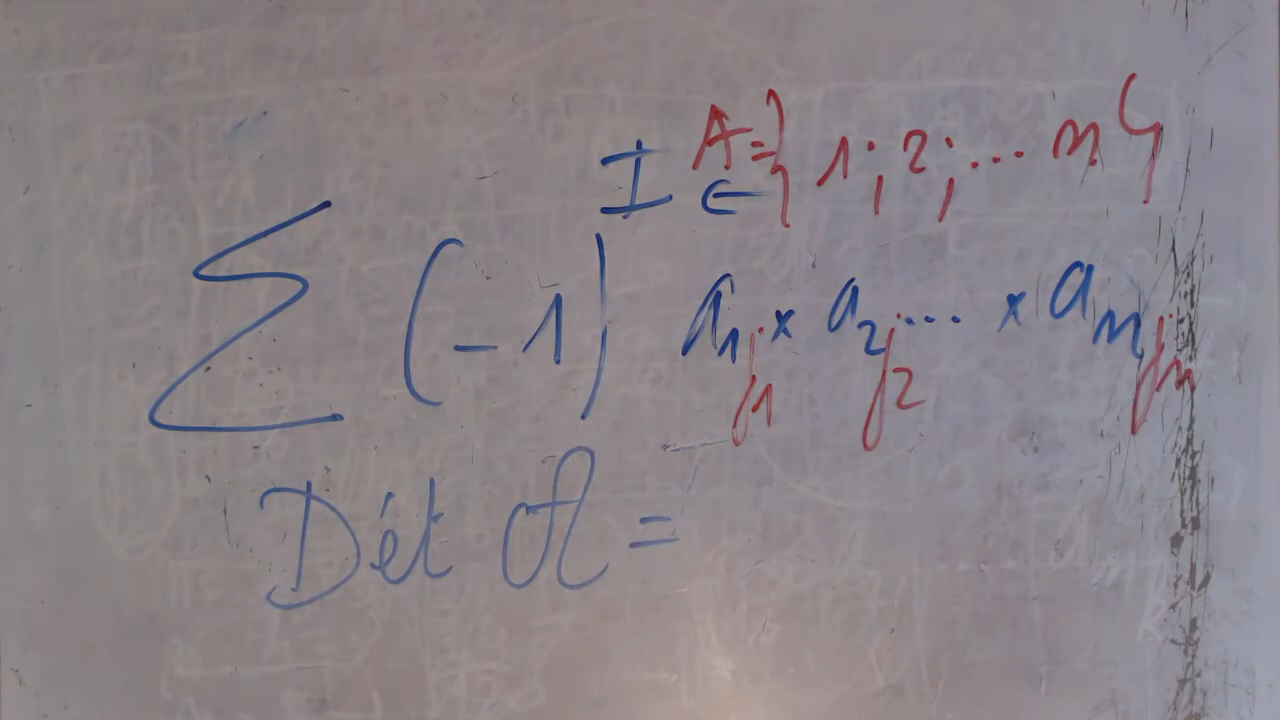 I ∈ A = } 1 ; 2 ; ... n {
∑ (-1) a₁j₁ × a₂j₂ ... × aₙjₙ
Dét A =